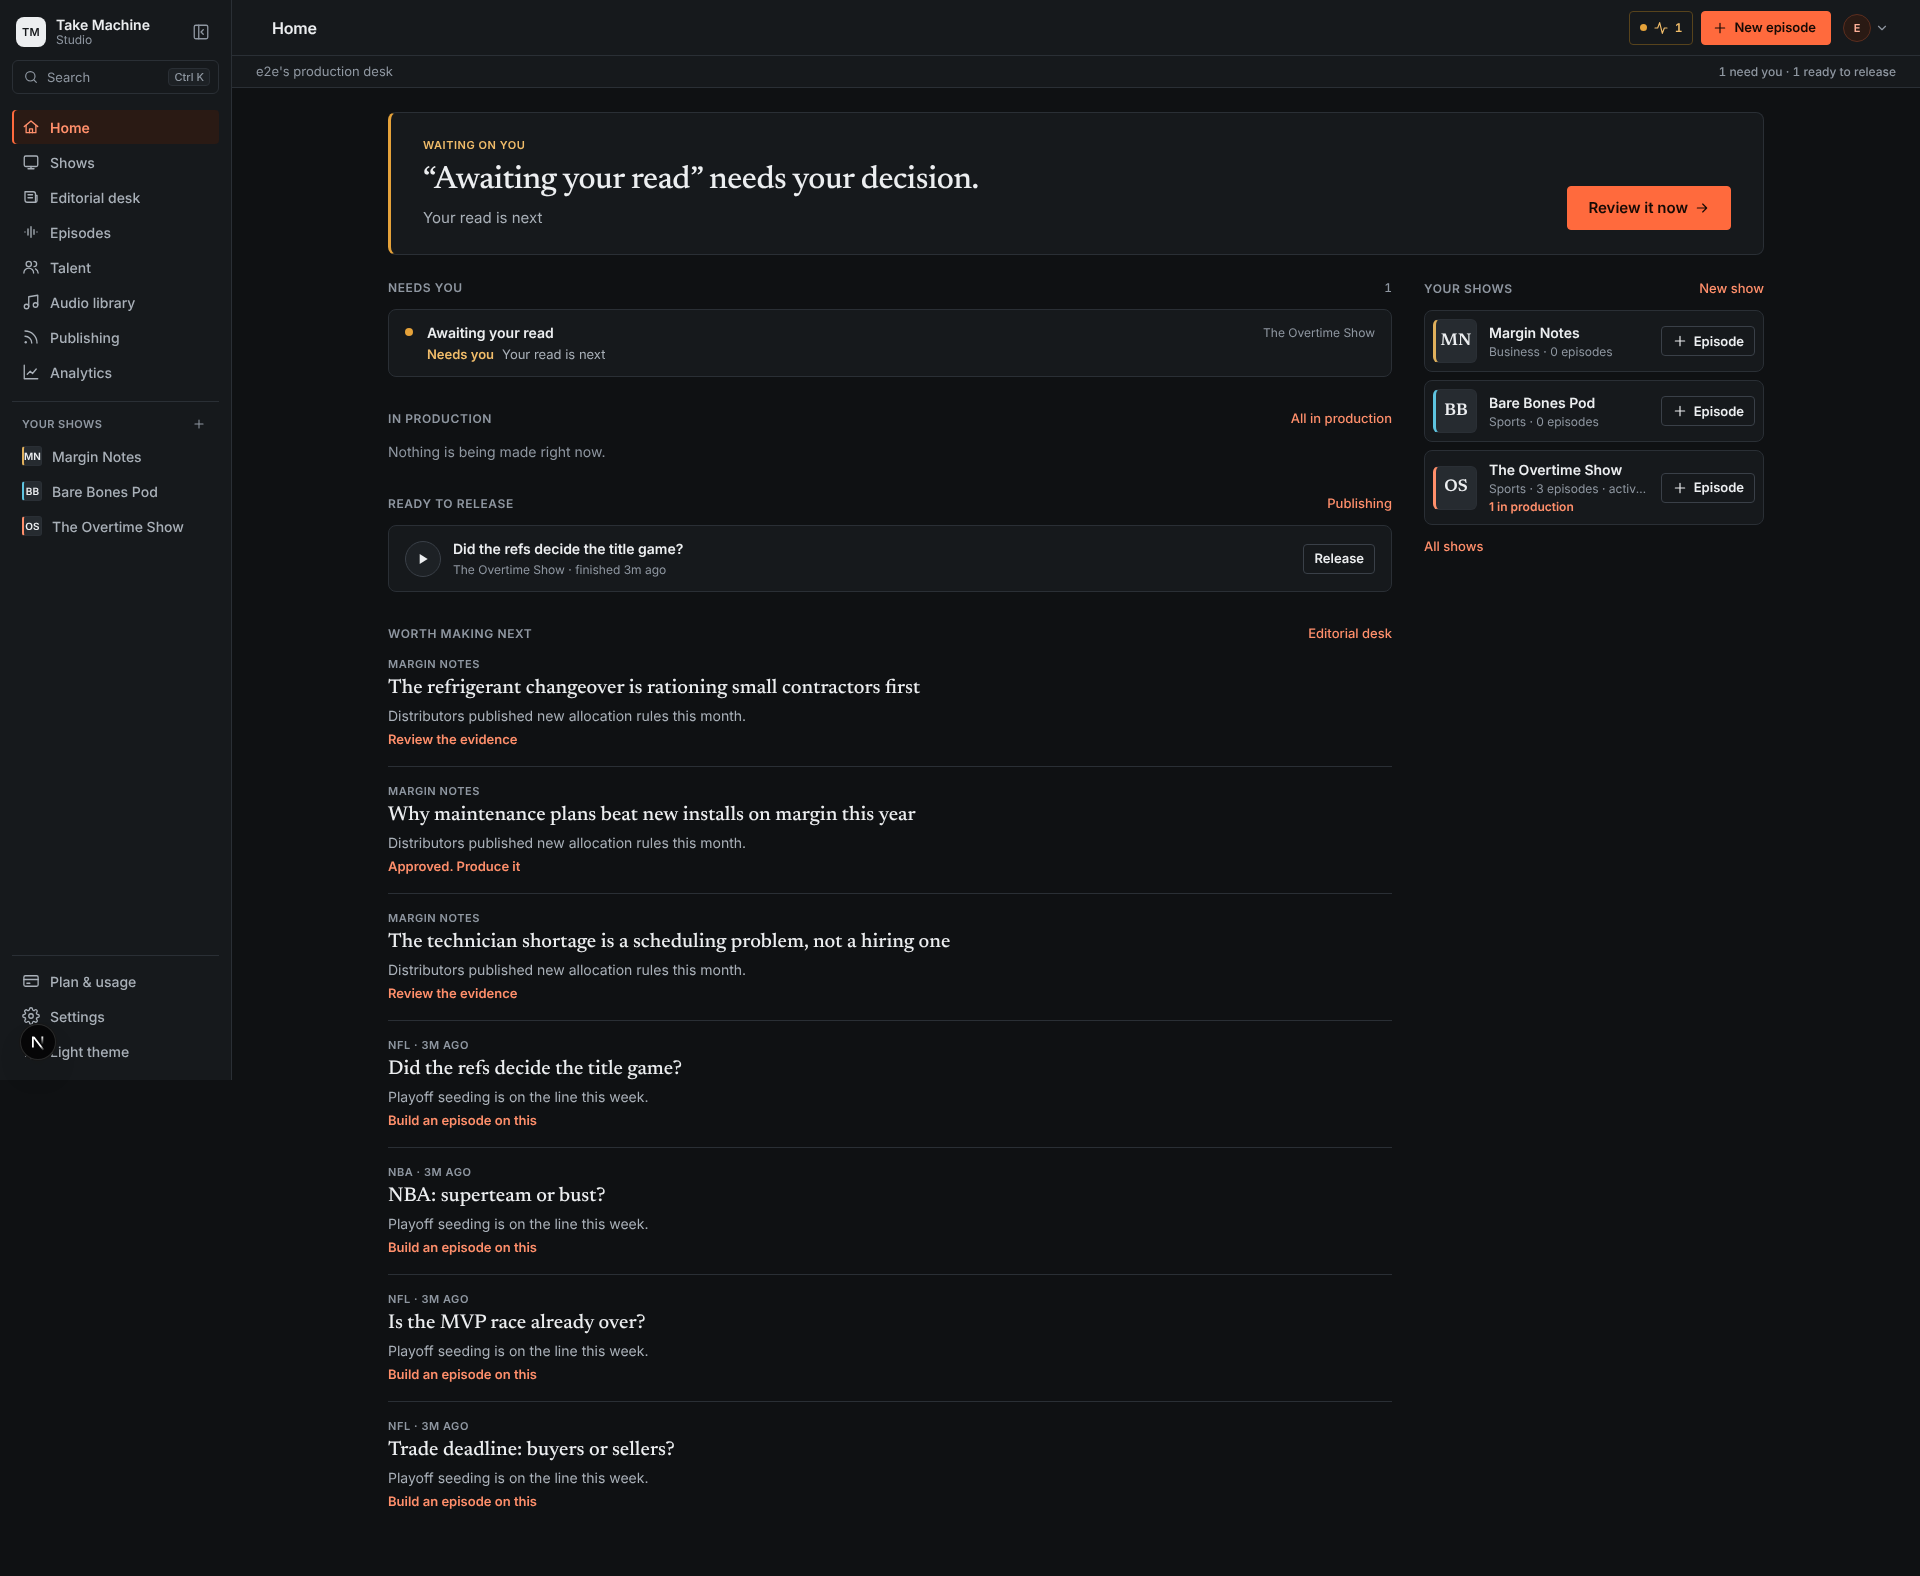 TM
Take Machine
Studio
Search
Ctrl K
Home
Shows
Editorial desk
Episodes
Talent
Audio library
Publishing
Analytics
YOUR SHOWS
MN Margin Notes
BB Bare Bones Pod
OS The Overtime Show
Plan & usage
Settings
N
Light theme
Home
1
New episode
E
e2e's production desk
1 need you · 1 ready to release
WAITING ON YOU
“Awaiting your read” needs your decision.
Your read is next
Review it now →
NEEDS YOU
1
Awaiting your read
The Overtime Show
Needs you Your read is next
IN PRODUCTION
All in production
Nothing is being made right now.
READY TO RELEASE
Publishing
Did the refs decide the title game?
The Overtime Show · finished 3m ago
Release
WORTH MAKING NEXT
Editorial desk
MARGIN NOTES
The refrigerant changeover is rationing small contractors first
Distributors published new allocation rules this month.
Review the evidence
MARGIN NOTES
Why maintenance plans beat new installs on margin this year
Distributors published new allocation rules this month.
Approved. Produce it
MARGIN NOTES
The technician shortage is a scheduling problem, not a hiring one
Distributors published new allocation rules this month.
Review the evidence
NFL · 3M AGO
Did the refs decide the title game?
Playoff seeding is on the line this week.
Build an episode on this
NBA · 3M AGO
NBA: superteam or bust?
Playoff seeding is on the line this week.
Build an episode on this
NFL · 3M AGO
Is the MVP race already over?
Playoff seeding is on the line this week.
Build an episode on this
NFL · 3M AGO
Trade deadline: buyers or sellers?
Playoff seeding is on the line this week.
Build an episode on this
YOUR SHOWS
New show
MN
Margin Notes
Business · 0 episodes
+ Episode
BB
Bare Bones Pod
Sports · 0 episodes
+ Episode
OS
The Overtime Show
Sports · 3 episodes · activ...
1 in production
+ Episode
All shows